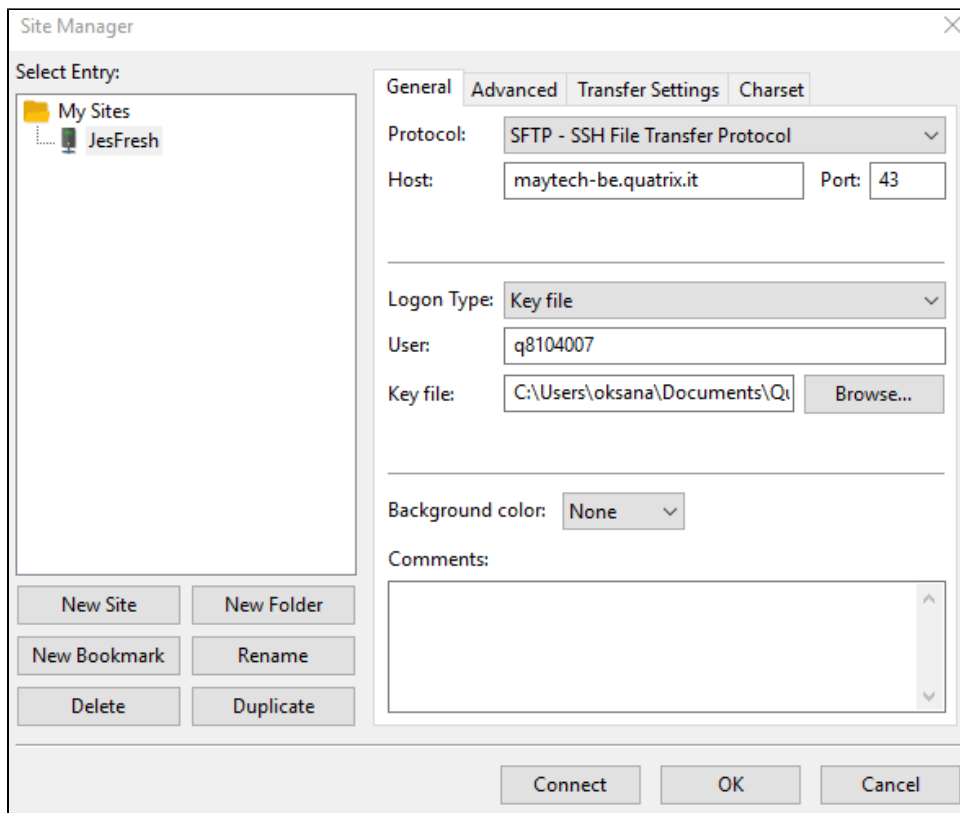 Site Manager
Select Entry:
My Sites
JesFresh
General Advanced Transfer Settings Charset
Protocol: SFTP - SSH File Transfer Protocol
Host: maytech-be.quatrix.it Port: 43
Logon Type: Key file
User: q8104007
Key file: C:\Users\oksana\Documents\Qu Browse...
Background color: None
Comments:
New Site New Folder
New Bookmark Rename
Delete Duplicate
Connect OK Cancel